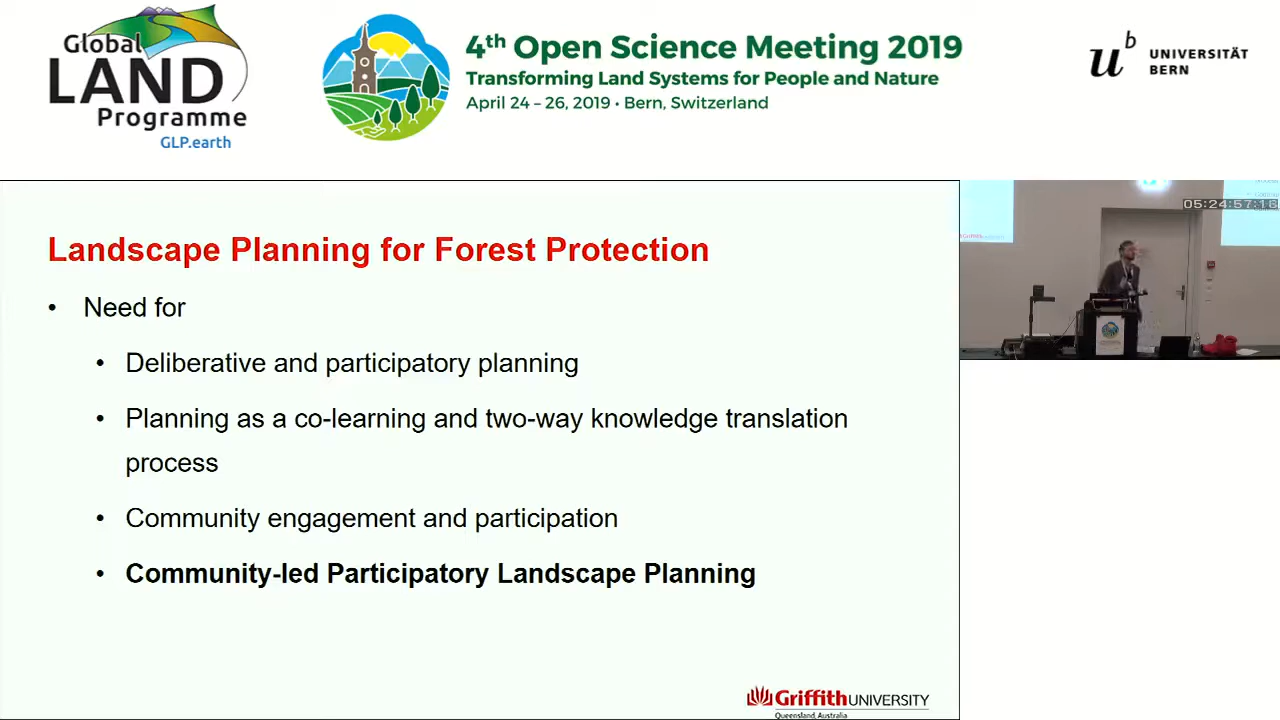 Global
LAND
Programme
GLP.earth
4th Open Science Meeting 2019
Transforming Land Systems for People and Nature
April 24 – 26, 2019 • Bern, Switzerland
u b UNIVERSITÄT
BERN
05:24:57:18
Landscape Planning for Forest Protection
• Need for
• Deliberative and participatory planning
• Planning as a co-learning and two-way knowledge translation
process
• Community engagement and participation
• Community-led Participatory Landscape Planning
Griffith UNIVERSITY
Queensland, Australia